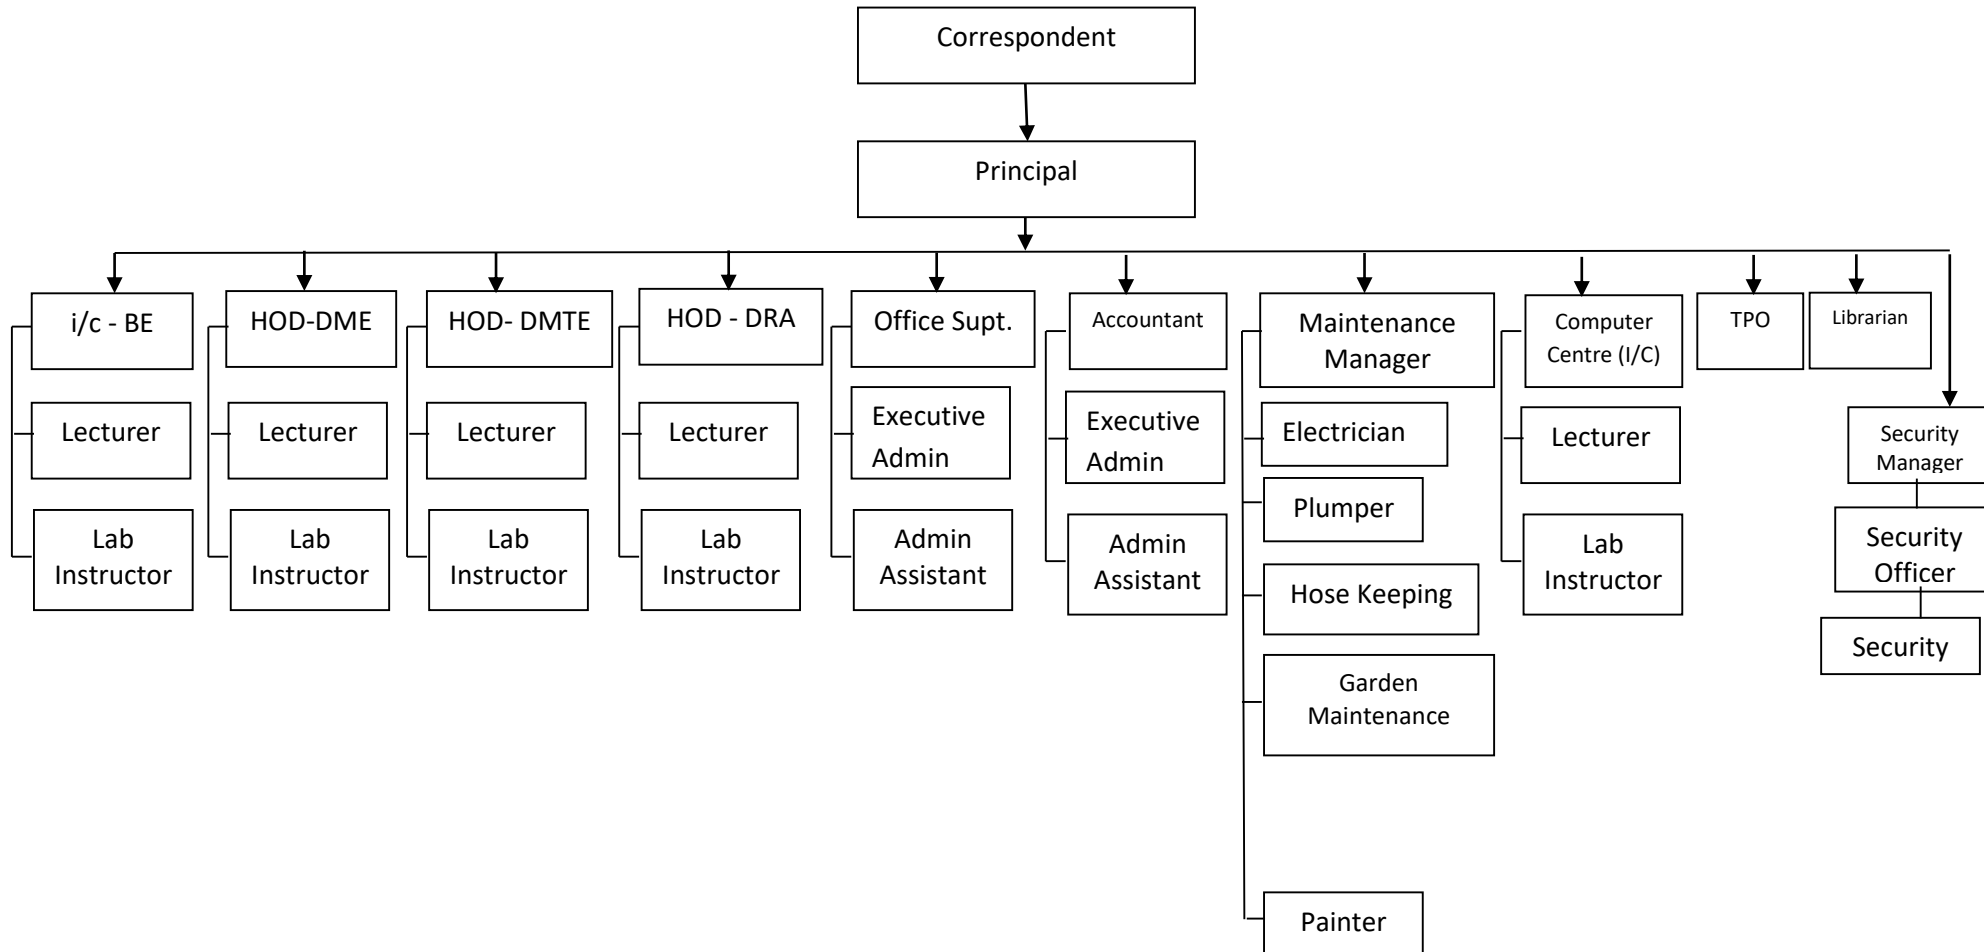 Correspondent
Principal
i/c - BE
HOD-DME
HOD- DMTE
HOD - DRA
Office Supt.
Accountant
Maintenance
Manager
Computer
Centre (I/C)
TPO
Librarian
Lecturer
Lecturer
Lecturer
Lecturer
Executive
Admin
Executive
Admin
Electrician
Lecturer
Security
Manager
Plumper
Lab
Instructor
Lab
Instructor
Lab
Instructor
Lab
Instructor
Admin
Assistant
Admin
Assistant
Hose Keeping
Lab
Instructor
Security
Officer
Security
Garden
Maintenance
Painter